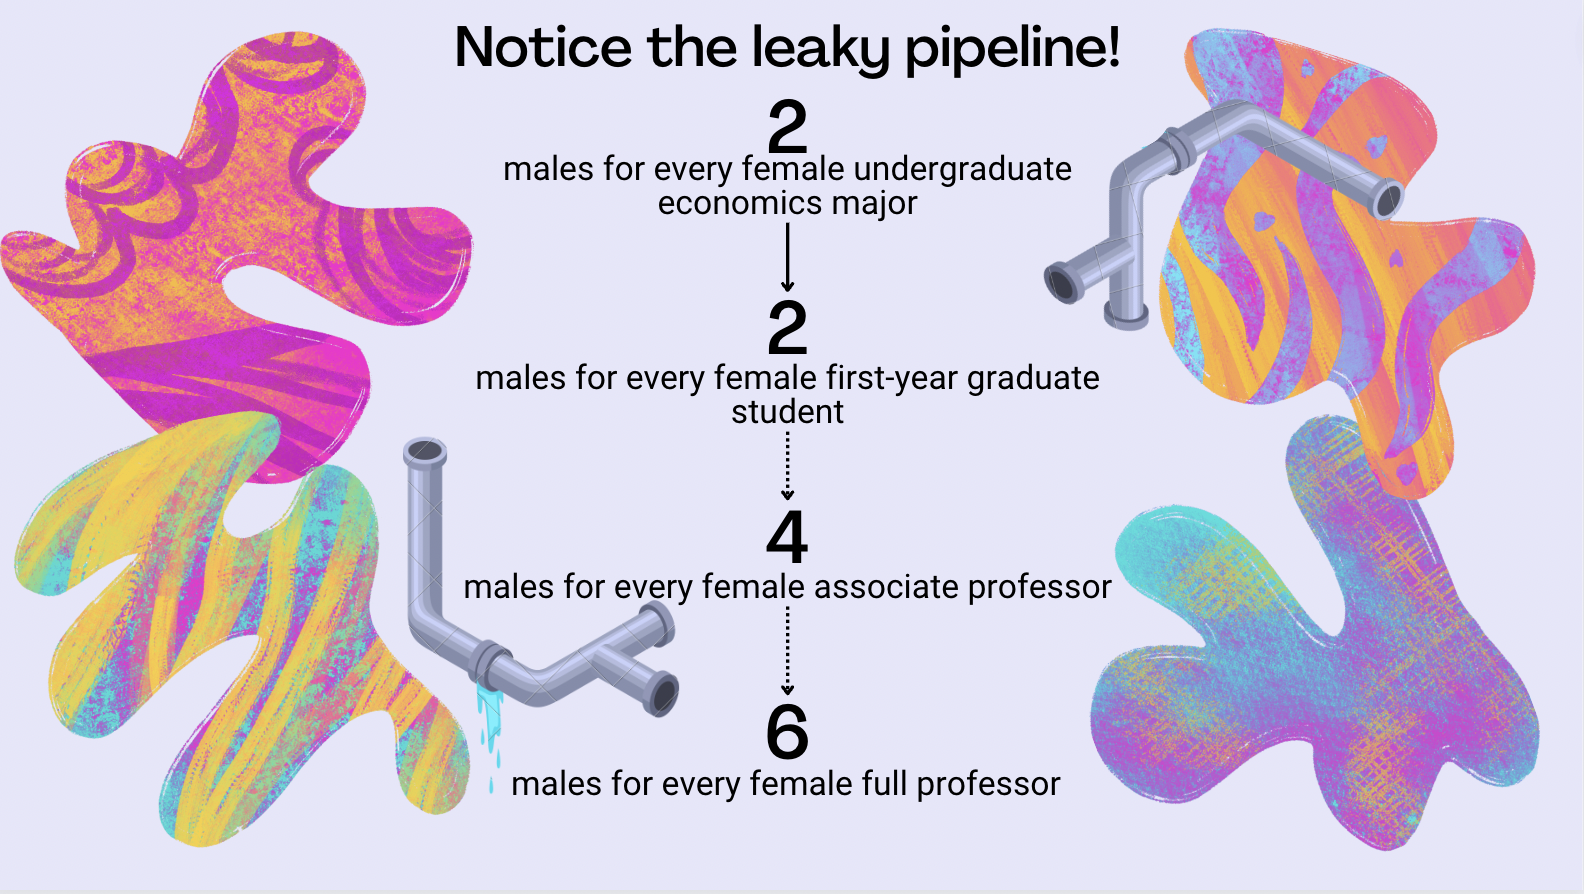 Notice the leaky pipeline!
2
males for every female undergraduate
economics major
2
males for every female first-year graduate
student
4
males for every female associate professor
6
males for every female full professor